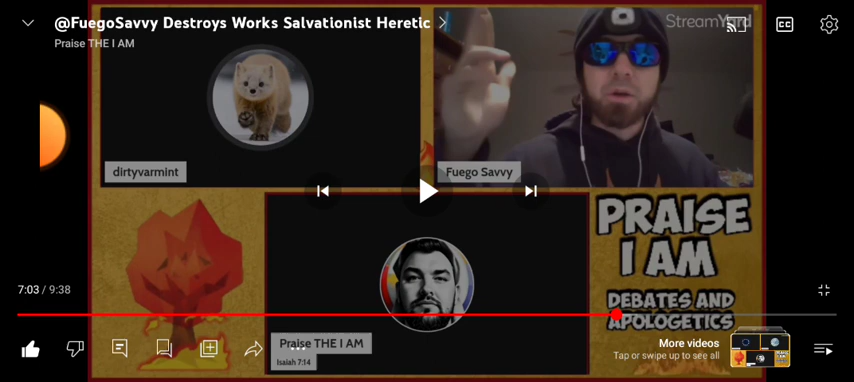 @FuegoSavvy Destroys Works Salvationist Heretic
Praise THE I AM
StreamYard
CC
dirtyvarmint
Fuego Savvy
PRAISE
I AM
DEBATES AND
APOLOGETICS
7:03 / 9:38
Praise THE I AM
Isaiah 7:14
More videos
Tap or swipe up to see all